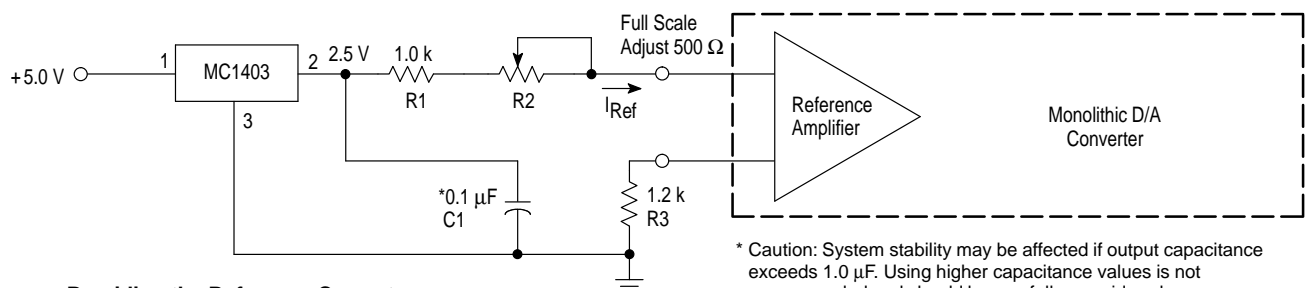 Full Scale
Adjust 500 Ω
+5.0 V
1
MC1403
2
2.5 V
1.0 k
R1
R2
IRef
3
*0.1 μF
C1
1.2 k
R3
Reference
Amplifier
Monolithic D/A
Converter
* Caution: System stability may be affected if output capacitance
exceeds 1.0 μF. Using higher capacitance values is not